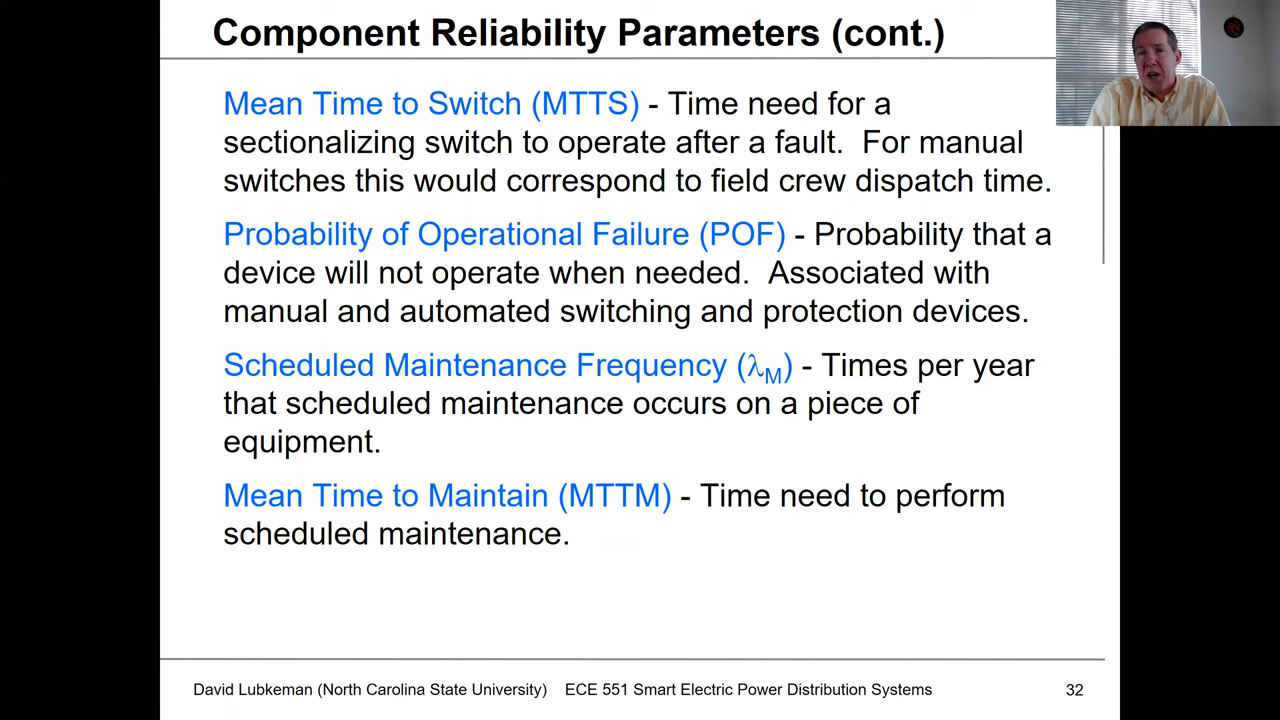 Component Reliability Parameters (cont.)
Mean Time to Switch (MTTS) - Time need for a
sectionalizing switch to operate after a fault.  For manual
switches this would correspond to field crew dispatch time.
Probability of Operational Failure (POF) - Probability that a
device will not operate when needed.  Associated with
manual and automated switching and protection devices.
Scheduled Maintenance Frequency (λM) - Times per year
that scheduled maintenance occurs on a piece of
equipment.
Mean Time to Maintain (MTTM) - Time need to perform
scheduled maintenance.
David Lubkeman (North Carolina State University)    ECE 551 Smart Electric Power Distribution Systems    32